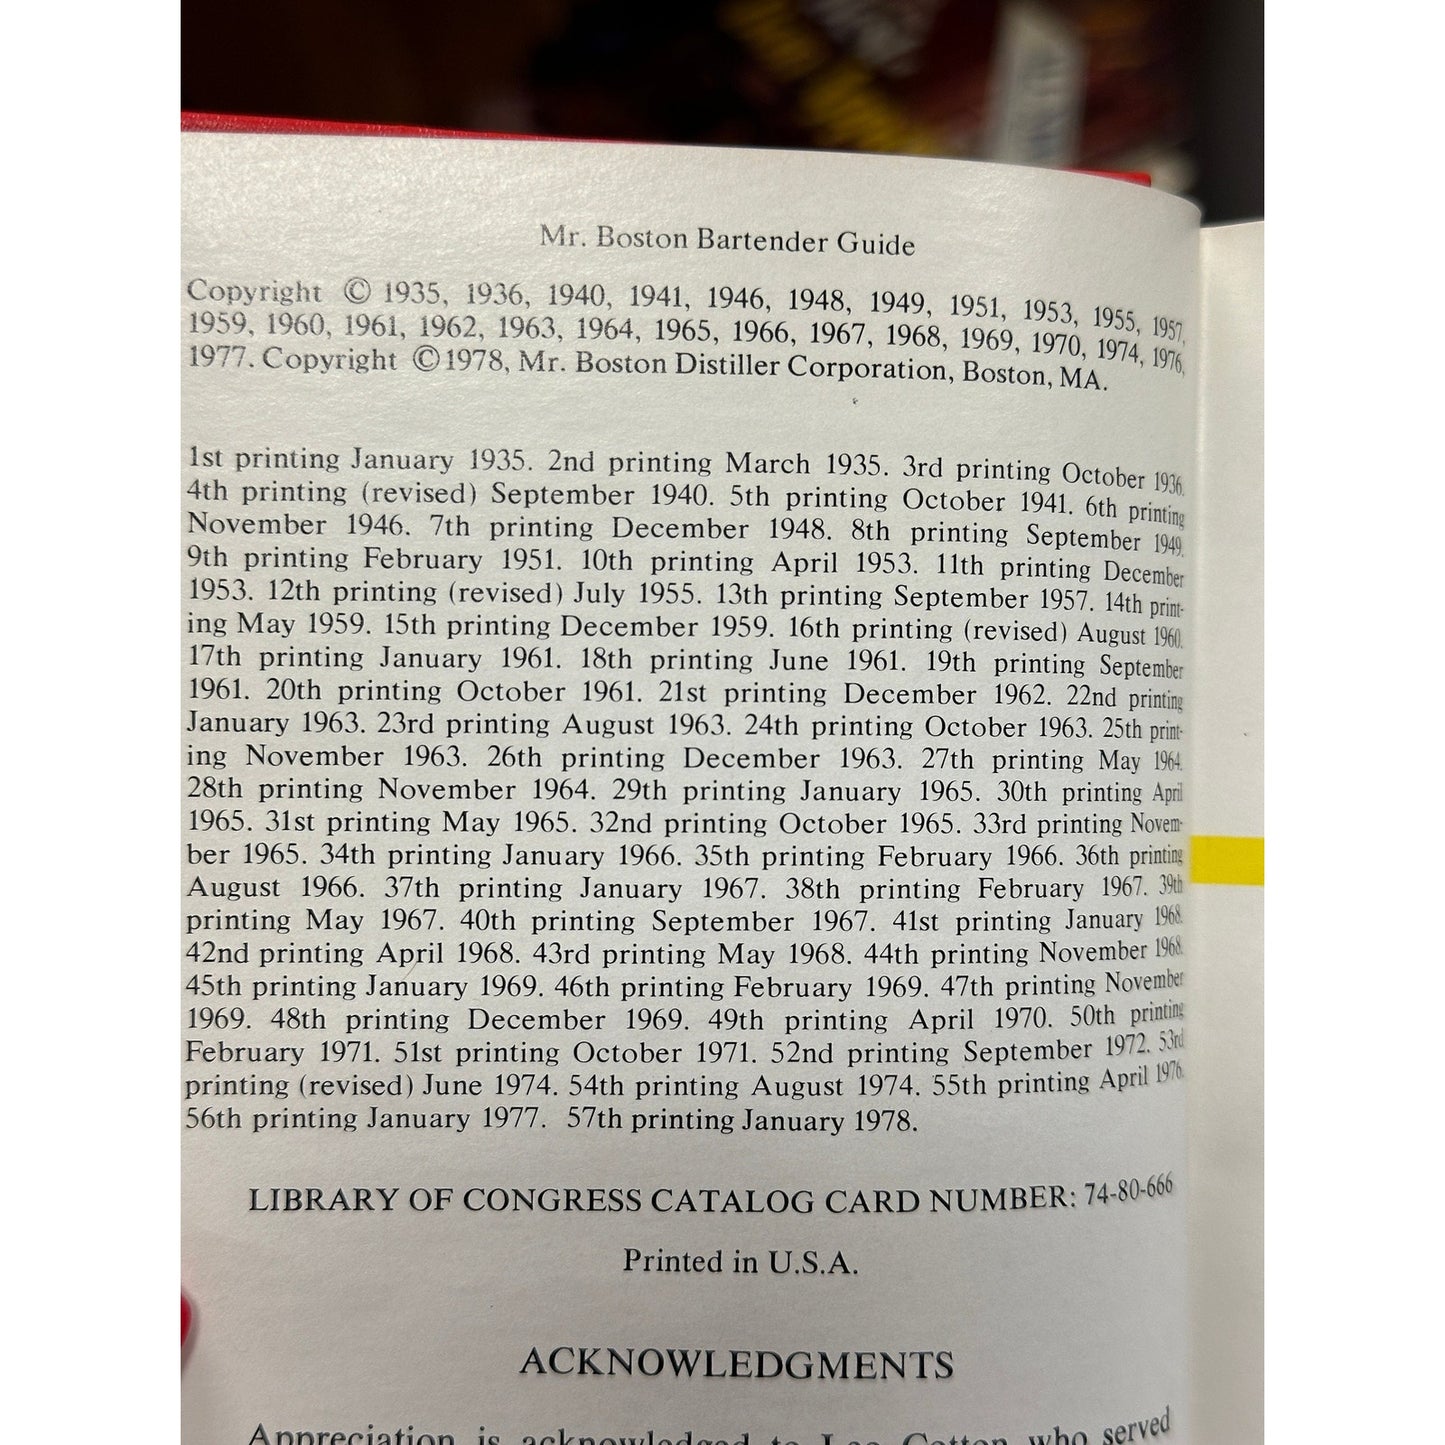 Mr. Boston Bartender Guide
Copyright © 1935, 1936, 1940, 1941, 1946, 1948, 1949, 1951, 1953, 1955, 1957,
1959, 1960, 1961, 1962, 1963, 1964, 1965, 1966, 1967, 1968, 1969, 1970, 1974, 1976,
1977. Copyright ©1978, Mr. Boston Distiller Corporation, Boston, MA.
1st printing January 1935. 2nd printing March 1935. 3rd printing October 1936.
4th printing (revised) September 1940. 5th printing October 1941. 6th printing
November 1946. 7th printing December 1948. 8th printing September 1949.
9th printing February 1951. 10th printing April 1953. 11th printing December
1953. 12th printing (revised) July 1955. 13th printing September 1957. 14th print-
ing May 1959. 15th printing December 1959. 16th printing (revised) August 1960.
17th printing January 1961. 18th printing June 1961. 19th printing September
1961. 20th printing October 1961. 21st printing December 1962. 22nd printing
January 1963. 23rd printing August 1963. 24th printing October 1963. 25th print-
ing November 1963. 26th printing December 1963. 27th printing May 1964.
28th printing November 1964. 29th printing January 1965. 30th printing April
1965. 31st printing May 1965. 32nd printing October 1965. 33rd printing Novem-
ber 1965. 34th printing January 1966. 35th printing February 1966. 36th printing
August 1966. 37th printing January 1967. 38th printing February 1967. 39th
printing May 1967. 40th printing September 1967. 41st printing January 1968.
42nd printing April 1968. 43rd printing May 1968. 44th printing November 1968.
45th printing January 1969. 46th printing February 1969. 47th printing November
1969. 48th printing December 1969. 49th printing April 1970. 50th printing
February 1971. 51st printing October 1971. 52nd printing September 1972. 53rd
printing (revised) June 1974. 54th printing August 1974. 55th printing April 1976.
56th printing January 1977. 57th printing January 1978.
LIBRARY OF CONGRESS CATALOG CARD NUMBER: 74-80-666
Printed in U.S.A.
ACKNOWLEDGMENTS
Appreciation is acknowledged to Leo Cotton who served